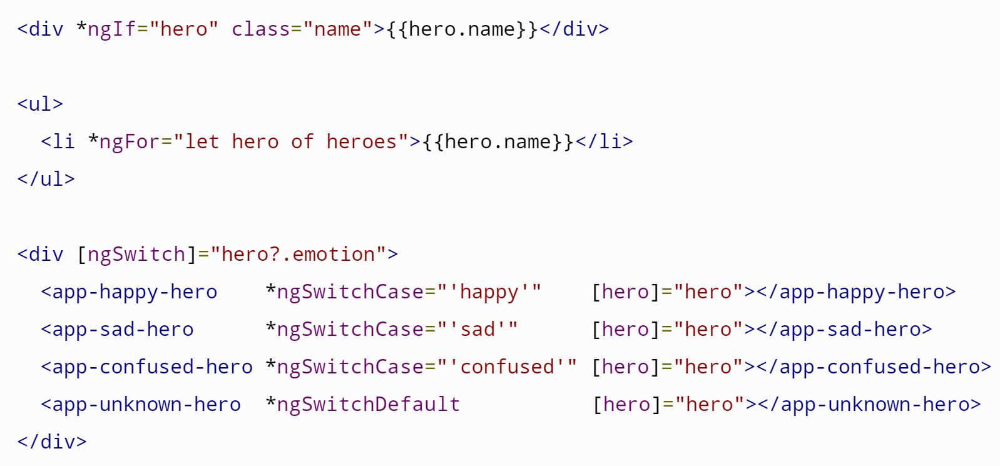 <div *ngIf="hero" class="name">{{hero.name}}</div>
<ul>
  <li *ngFor="let hero of heroes">{{hero.name}}</li>
</ul>
<div [ngSwitch]="hero?.emotion">
  <app-happy-hero    *ngSwitchCase="'happy'"    [hero]="hero"></app-happy-hero>
  <app-sad-hero      *ngSwitchCase="'sad'"      [hero]="hero"></app-sad-hero>
  <app-confused-hero *ngSwitchCase="'confused'" [hero]="hero"></app-confused-hero>
  <app-unknown-hero  *ngSwitchDefault           [hero]="hero"></app-unknown-hero>
</div>